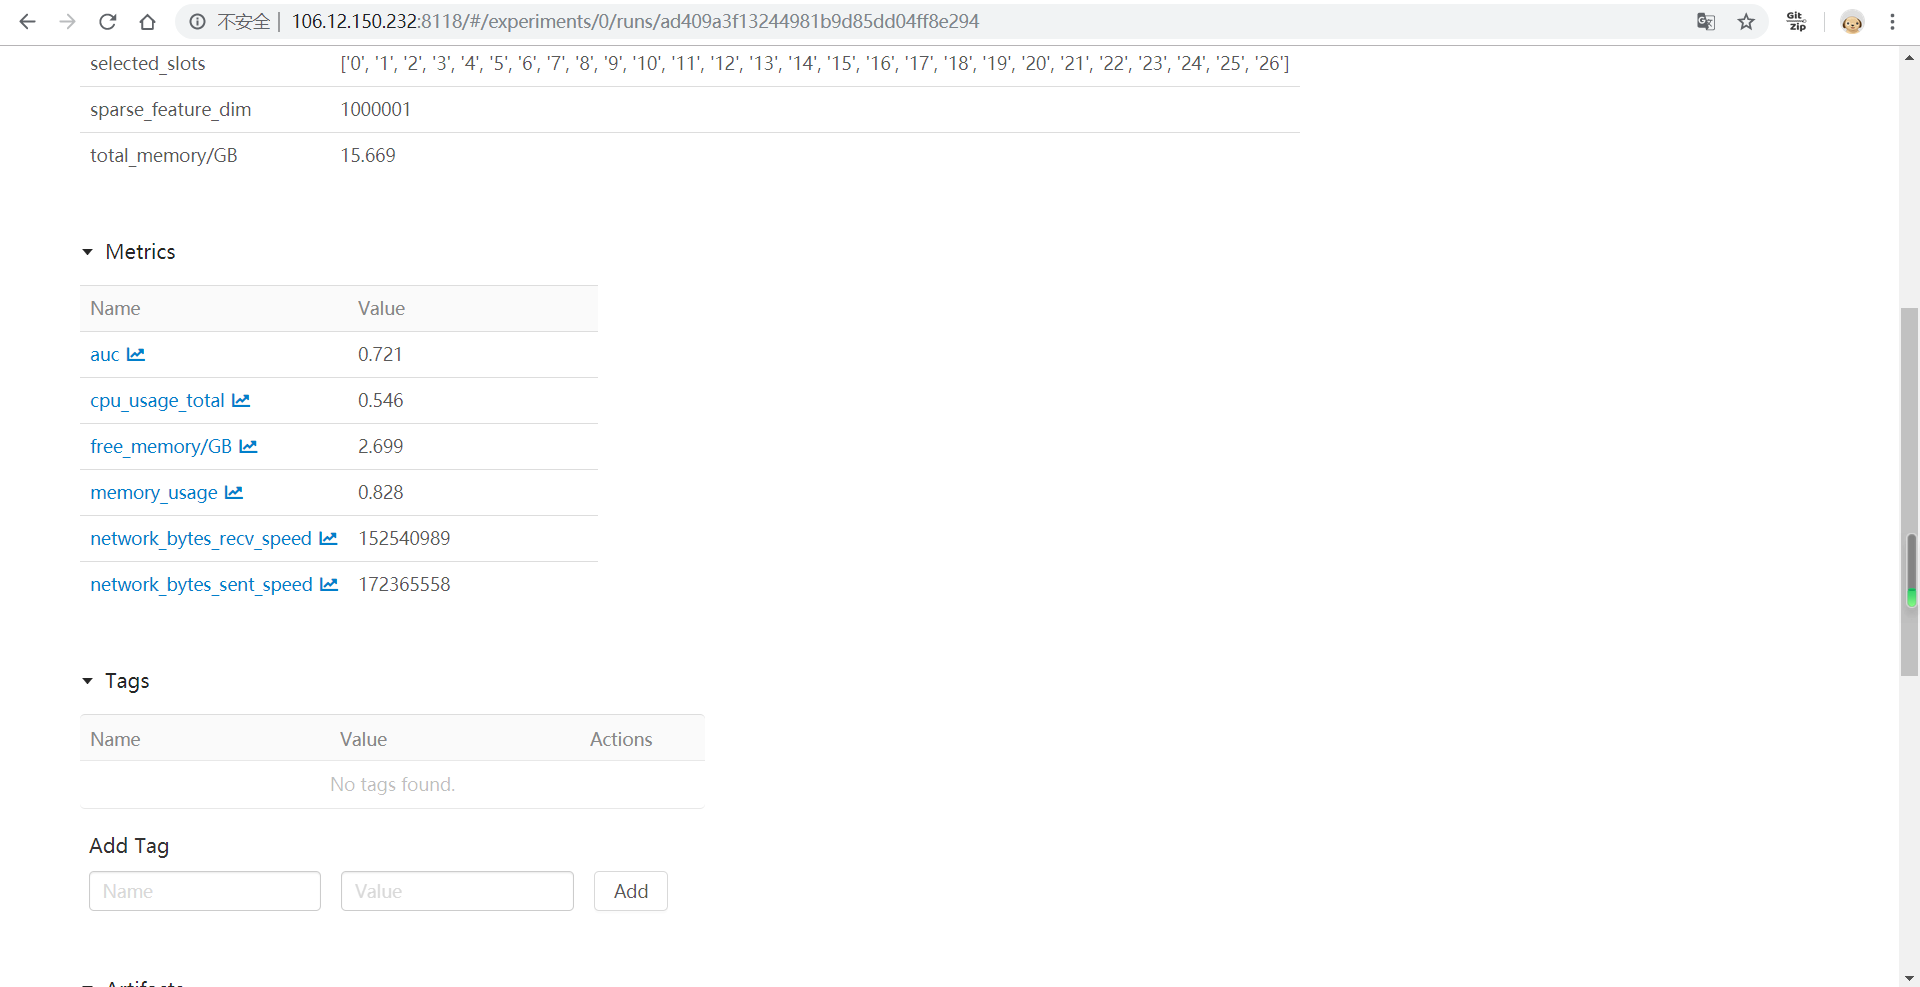 不安全 | 106.12.150.232:8118/#/experiments/0/runs/ad409a3f13244981b9d85dd04ff8e294
Git Zip
selected_slots ['0', '1', '2', '3', '4', '5', '6', '7', '8', '9', '10', '11', '12', '13', '14', '15', '16', '17', '18', '19', '20', '21', '22', '23', '24', '25', '26']
sparse_feature_dim 1000001
total_memory/GB 15.669
Metrics
Name Value
auc 0.721
cpu_usage_total 0.546
free_memory/GB 2.699
memory_usage 0.828
network_bytes_recv_speed 152540989
network_bytes_sent_speed 172365558
Tags
Name Value Actions
No tags found.
Add Tag
Name Value Add
Artifacts